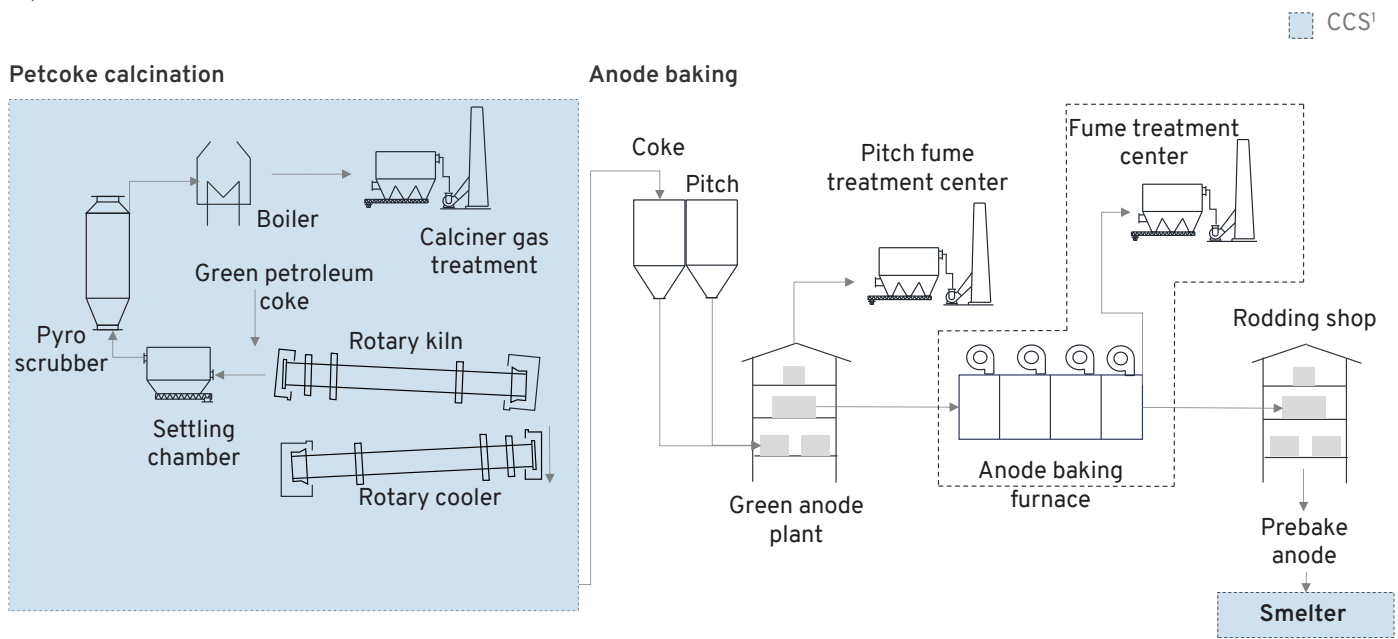 CCS¹
Petcoke calcination
Anode baking
Boiler
Calciner gas
treatment
Green petroleum
coke
Pyro
scrubber
Rotary kiln
Settling
chamber
Rotary cooler
Coke
Pitch
Pitch fume
treatment center
Fume treatment
center
Green anode
plant
Anode baking
furnace
Rodding shop
Prebake
anode
Smelter